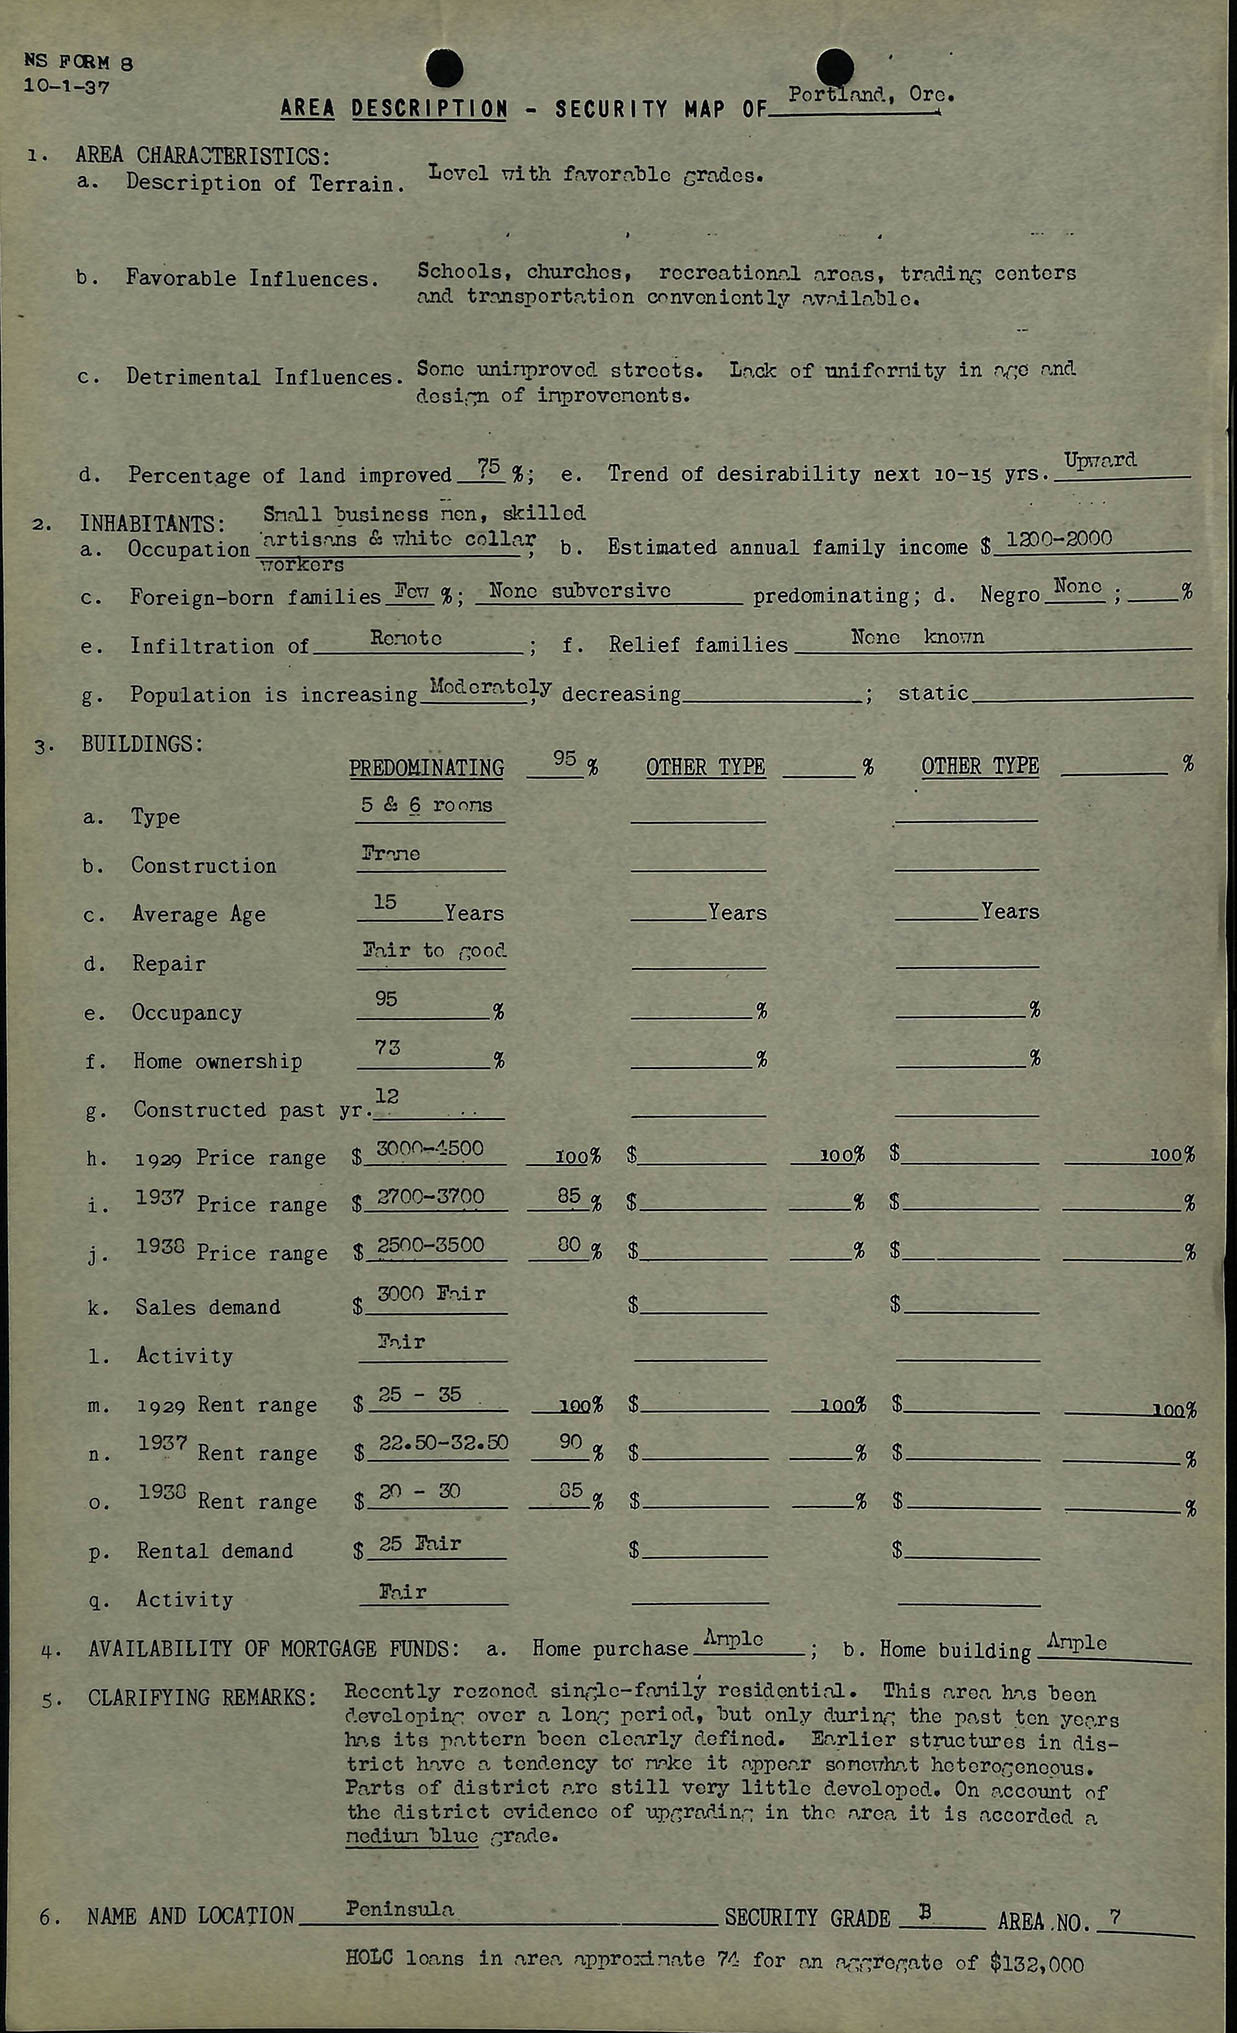 NS FORM 8
10-1-37
AREA DESCRIPTION - SECURITY MAP OF Portland, Ore.
1. AREA CHARACTERISTICS:
a. Description of Terrain. Level with favorable grades.
b. Favorable Influences. Schools, churches, recreational areas, trading centers
and transportation conveniently available.
c. Detrimental Influences. Some unimproved streets. Lack of uniformity in age and
design of improvements.
d. Percentage of land improved 75 %; e. Trend of desirability next 10-15 yrs. Upward
2. INHABITANTS: Small business men, skilled
a. Occupation artisans & white collar; b. Estimated annual family income $ 1200-2000
workers
c. Foreign-born families Few %; None subversive predominating; d. Negro None ; %
e. Infiltration of Remote ; f. Relief families None known
g. Population is increasing Moderately; decreasing ; static
3. BUILDINGS:
PREDOMINATING 95 % OTHER TYPE % OTHER TYPE %
a. Type 5 & 6 rooms
b. Construction Frame
c. Average Age 15 Years Years Years
d. Repair Fair to good
e. Occupancy 95 % % %
f. Home ownership 73 % % %
g. Constructed past yr. 12
h. 1929 Price range $ 3000-4500 100% $ 100% $ 100%
i. 1937 Price range $ 2700-3700 85 % $ % $ %
j. 1938 Price range $ 2500-3500 80 % $ % $ %
k. Sales demand $ 3000 Fair $ $
l. Activity Fair
m. 1929 Rent range $ 25 - 35 100% $ 100% $ 100%
n. 1937 Rent range $ 22.50-32.50 90 % $ % $ %
o. 1938 Rent range $ 20 - 30 85 % $ % $ %
p. Rental demand $ 25 Fair $ $
q. Activity Fair
4. AVAILABILITY OF MORTGAGE FUNDS: a. Home purchase Ample ; b. Home building Ample
5. CLARIFYING REMARKS: Recently rezoned single-family residential. This area has been
developing over a long period, but only during the past ten years
has its pattern been clearly defined. Earlier structures in dis-
trict have a tendency to make it appear somewhat heterogeneous.
Parts of district are still very little developed. On account of
the district evidence of upgrading in the area it is accorded a
medium blue grade.
6. NAME AND LOCATION Peninsula SECURITY GRADE B AREA NO. 7
HOLC loans in area approximate 74 for an aggregate of $132,000